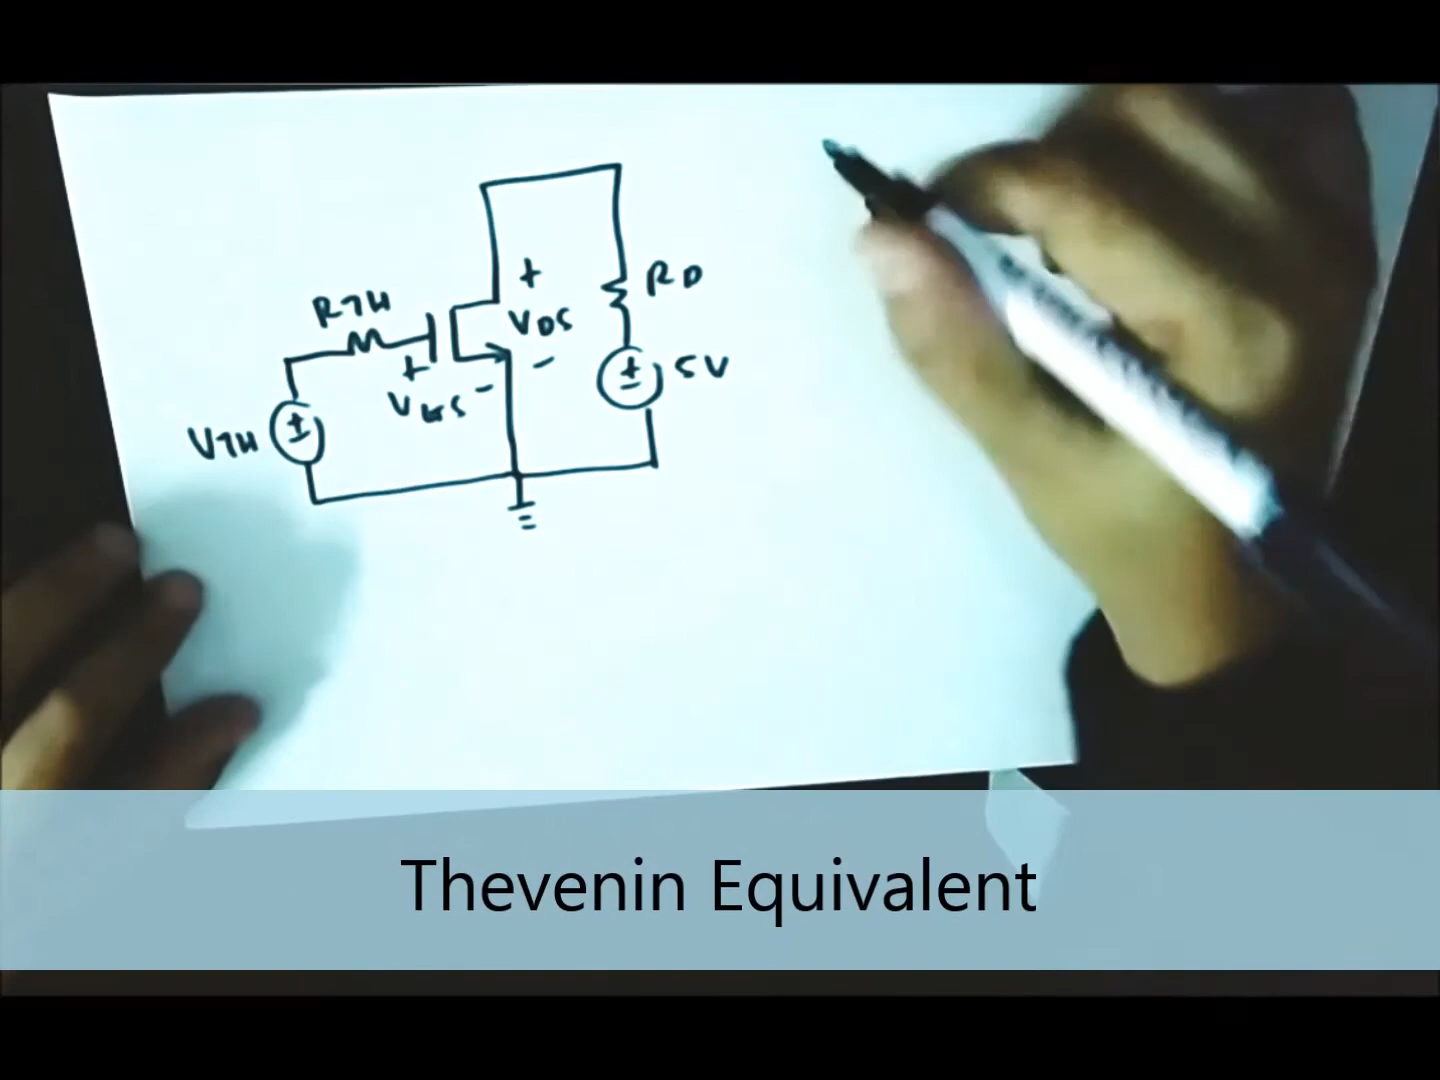 RTH
+
VDS
-
RD
+
VGS
-
± 5V
VTH ±
Thevenin Equivalent